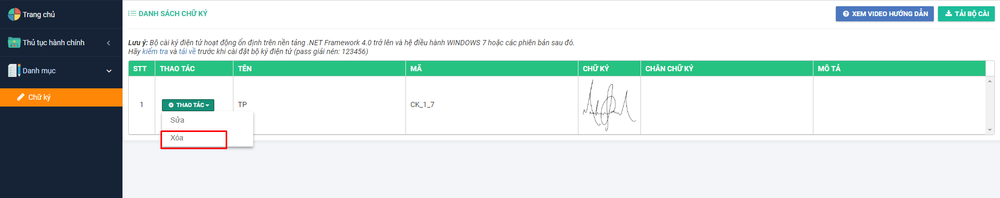 Trang chủ
Thủ tục hành chính
Danh mục
Chữ ký
DANH SÁCH CHỮ KÝ
XEM VIDEO HƯỚNG DẪN
TẢI BỘ CÀI
Lưu ý: Bộ cài ký điện tử hoạt động ổn định trên nền tảng .NET Framework 4.0 trở lên và hệ điều hành WINDOWS 7 hoặc các phiên bản sau đó.
Hãy kiểm tra và tải về trước khi cài đặt bộ ký điện tử (pass giải nén: 123456)
STT THAO TÁC TÊN MÃ CHỮ KÝ CHÂN CHỮ KÝ MÔ TẢ
1 THAO TÁC TP CK_1_7
Sửa
Xóa